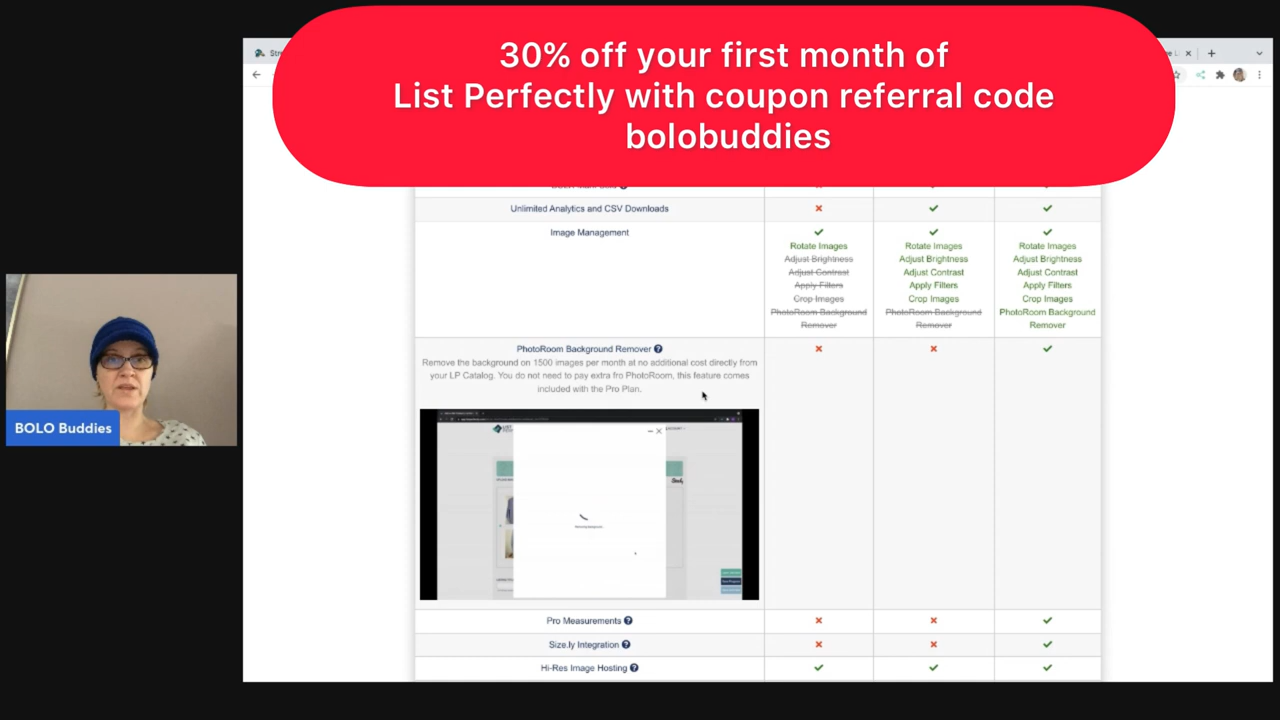 30% off your first month of
List Perfectly with coupon referral code
bolobuddies
Unlimited Analytics and CSV Downloads
Image Management
Rotate Images
Adjust Brightness
Adjust Contrast
Apply Filters
Crop Images
PhotoRoom Background
Remover
Rotate Images
Adjust Brightness
Adjust Contrast
Apply Filters
Crop Images
PhotoRoom Background
Remover
Rotate Images
Adjust Brightness
Adjust Contrast
Apply Filters
Crop Images
PhotoRoom Background
Remover
PhotoRoom Background Remover
Remove the background on 1500 images per month at no additional cost directly from
your LP Catalog. You do not need to pay extra fro PhotoRoom, this feature comes
included with the Pro Plan.
BOLO Buddies
Pro Measurements
Size.ly Integration
Hi-Res Image Hosting